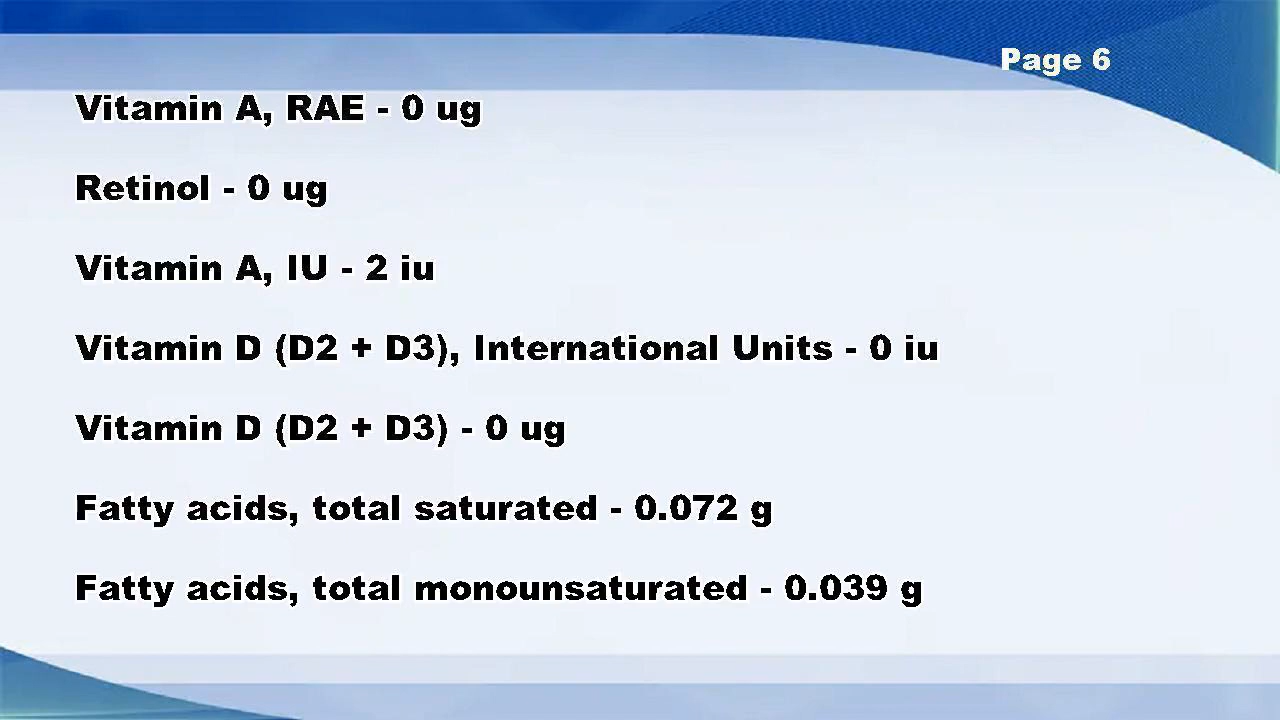 Page 6
Vitamin A, RAE - 0 ug
Retinol - 0 ug
Vitamin A, IU - 2 iu
Vitamin D (D2 + D3), International Units - 0 iu
Vitamin D (D2 + D3) - 0 ug
Fatty acids, total saturated - 0.072 g
Fatty acids, total monounsaturated - 0.039 g